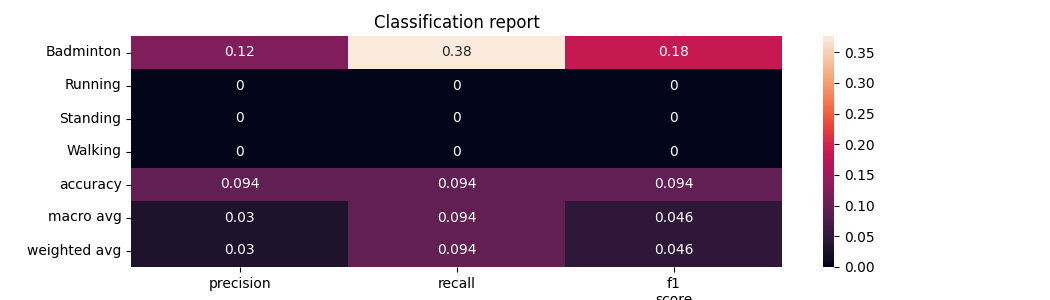 Classification report
Badminton 0.12 0.38 0.18
Running 0 0 0
Standing 0 0 0
Walking 0 0 0
accuracy 0.094 0.094 0.094
macro avg 0.03 0.094 0.046
weighted avg 0.03 0.094 0.046
precision recall f1
score
0.35
0.30
0.25
0.20
0.15
0.10
0.05
0.00